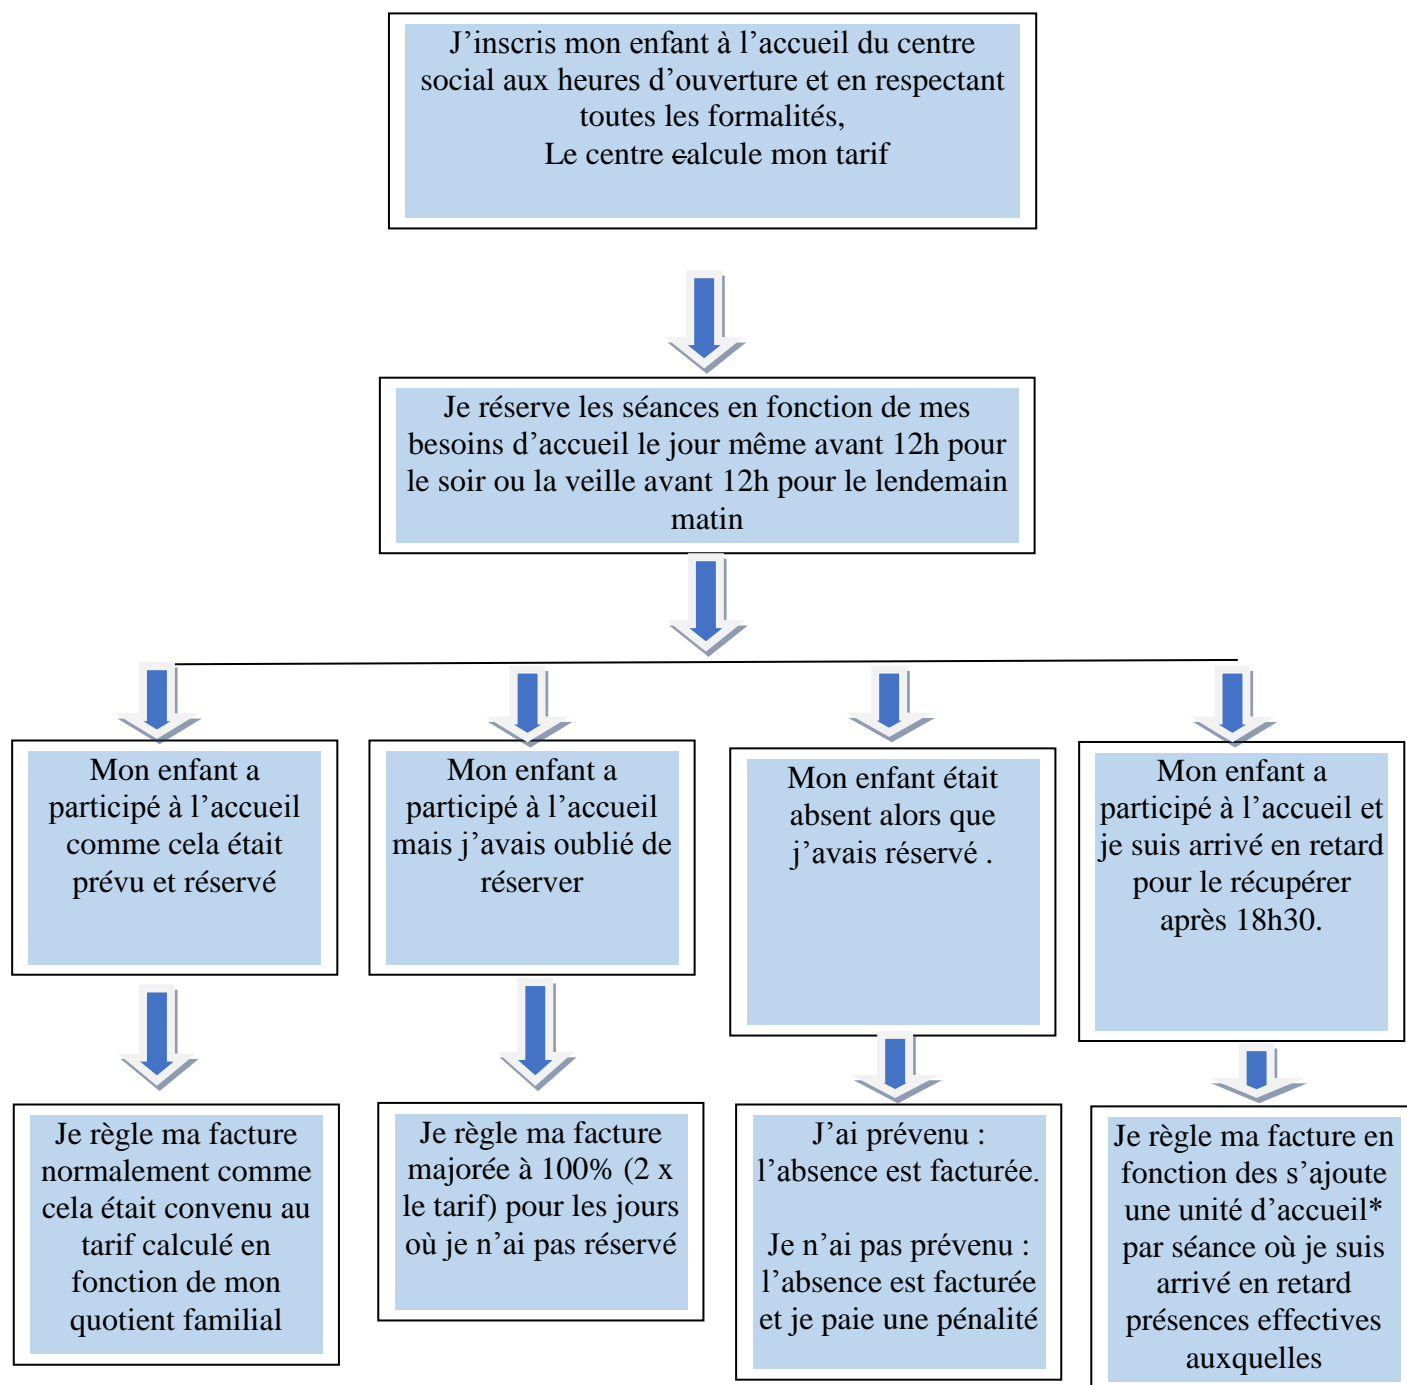 J’inscris mon enfant à l’accueil du centre
social aux heures d’ouverture et en respectant
toutes les formalités,
Le centre calcule mon tarif
Je réserve les séances en fonction de mes
besoins d’accueil le jour même avant 12h pour
le soir ou la veille avant 12h pour le lendemain
matin
Mon enfant a
participé à l’accueil
comme cela était
prévu et réservé
Mon enfant a
participé à l’accueil
mais j’avais oublié de
réserver
Mon enfant était
absent alors que
j’avais réservé .
Mon enfant a
participé à l’accueil et
je suis arrivé en retard
pour le récupérer
après 18h30.
Je règle ma facture
normalement comme
cela était convenu au
tarif calculé en
fonction de mon
quotient familial
Je règle ma facture
majorée à 100% (2 x
le tarif) pour les jours
où je n’ai pas réservé
J’ai prévenu :
l’absence est facturée.
Je n’ai pas prévenu :
l’absence est facturée
et je paie une pénalité
Je règle ma facture en
fonction des s’ajoute
une unité d’accueil*
par séance où je suis
arrivé en retard
présences effectives
auxquelles